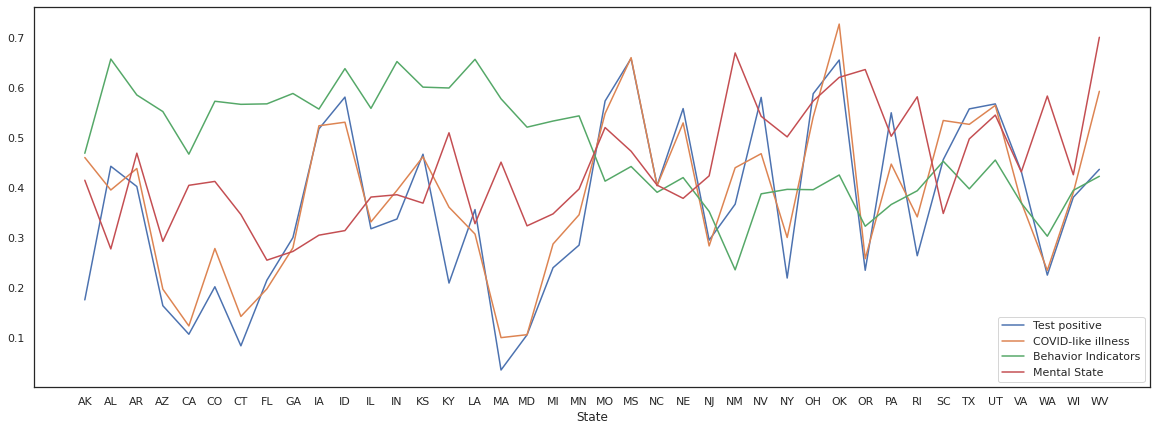 0.7
0.6
0.5
0.4
0.3
0.2
0.1
AK AL AR AZ CA CO CT FL GA IA ID IL IN KS KY LA MA MD MI MN MO MS NC NE NJ NM NV NY OH OK OR PA RI SC TX UT VA WA WI WV
State
Test positive
COVID-like illness
Behavior Indicators
Mental State